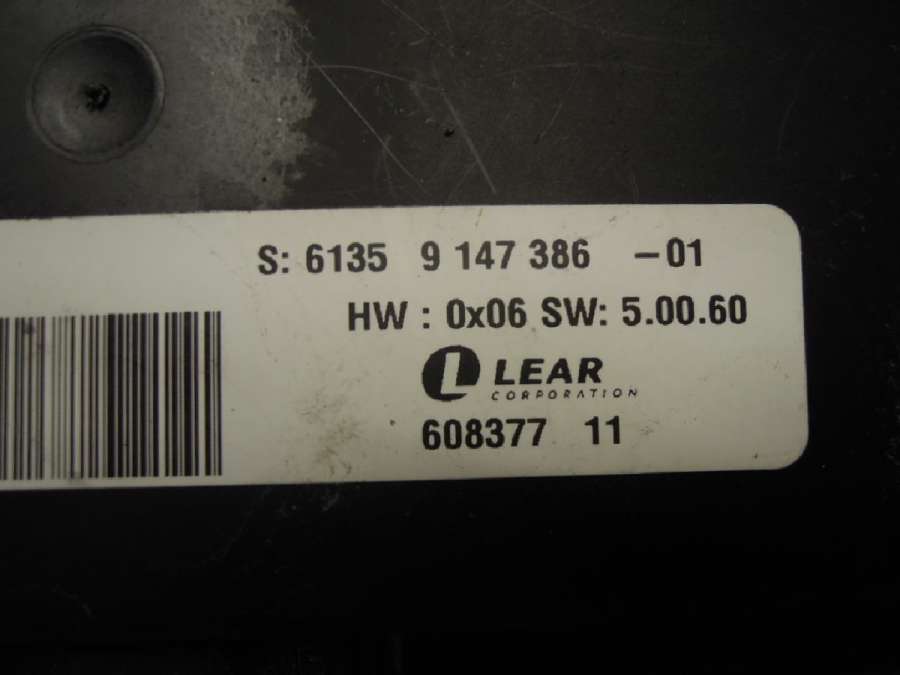 S: 6135 9 147 386 -01
HW : 0x06 SW: 5.00.60
L LEAR
CORPORATION
608377 11